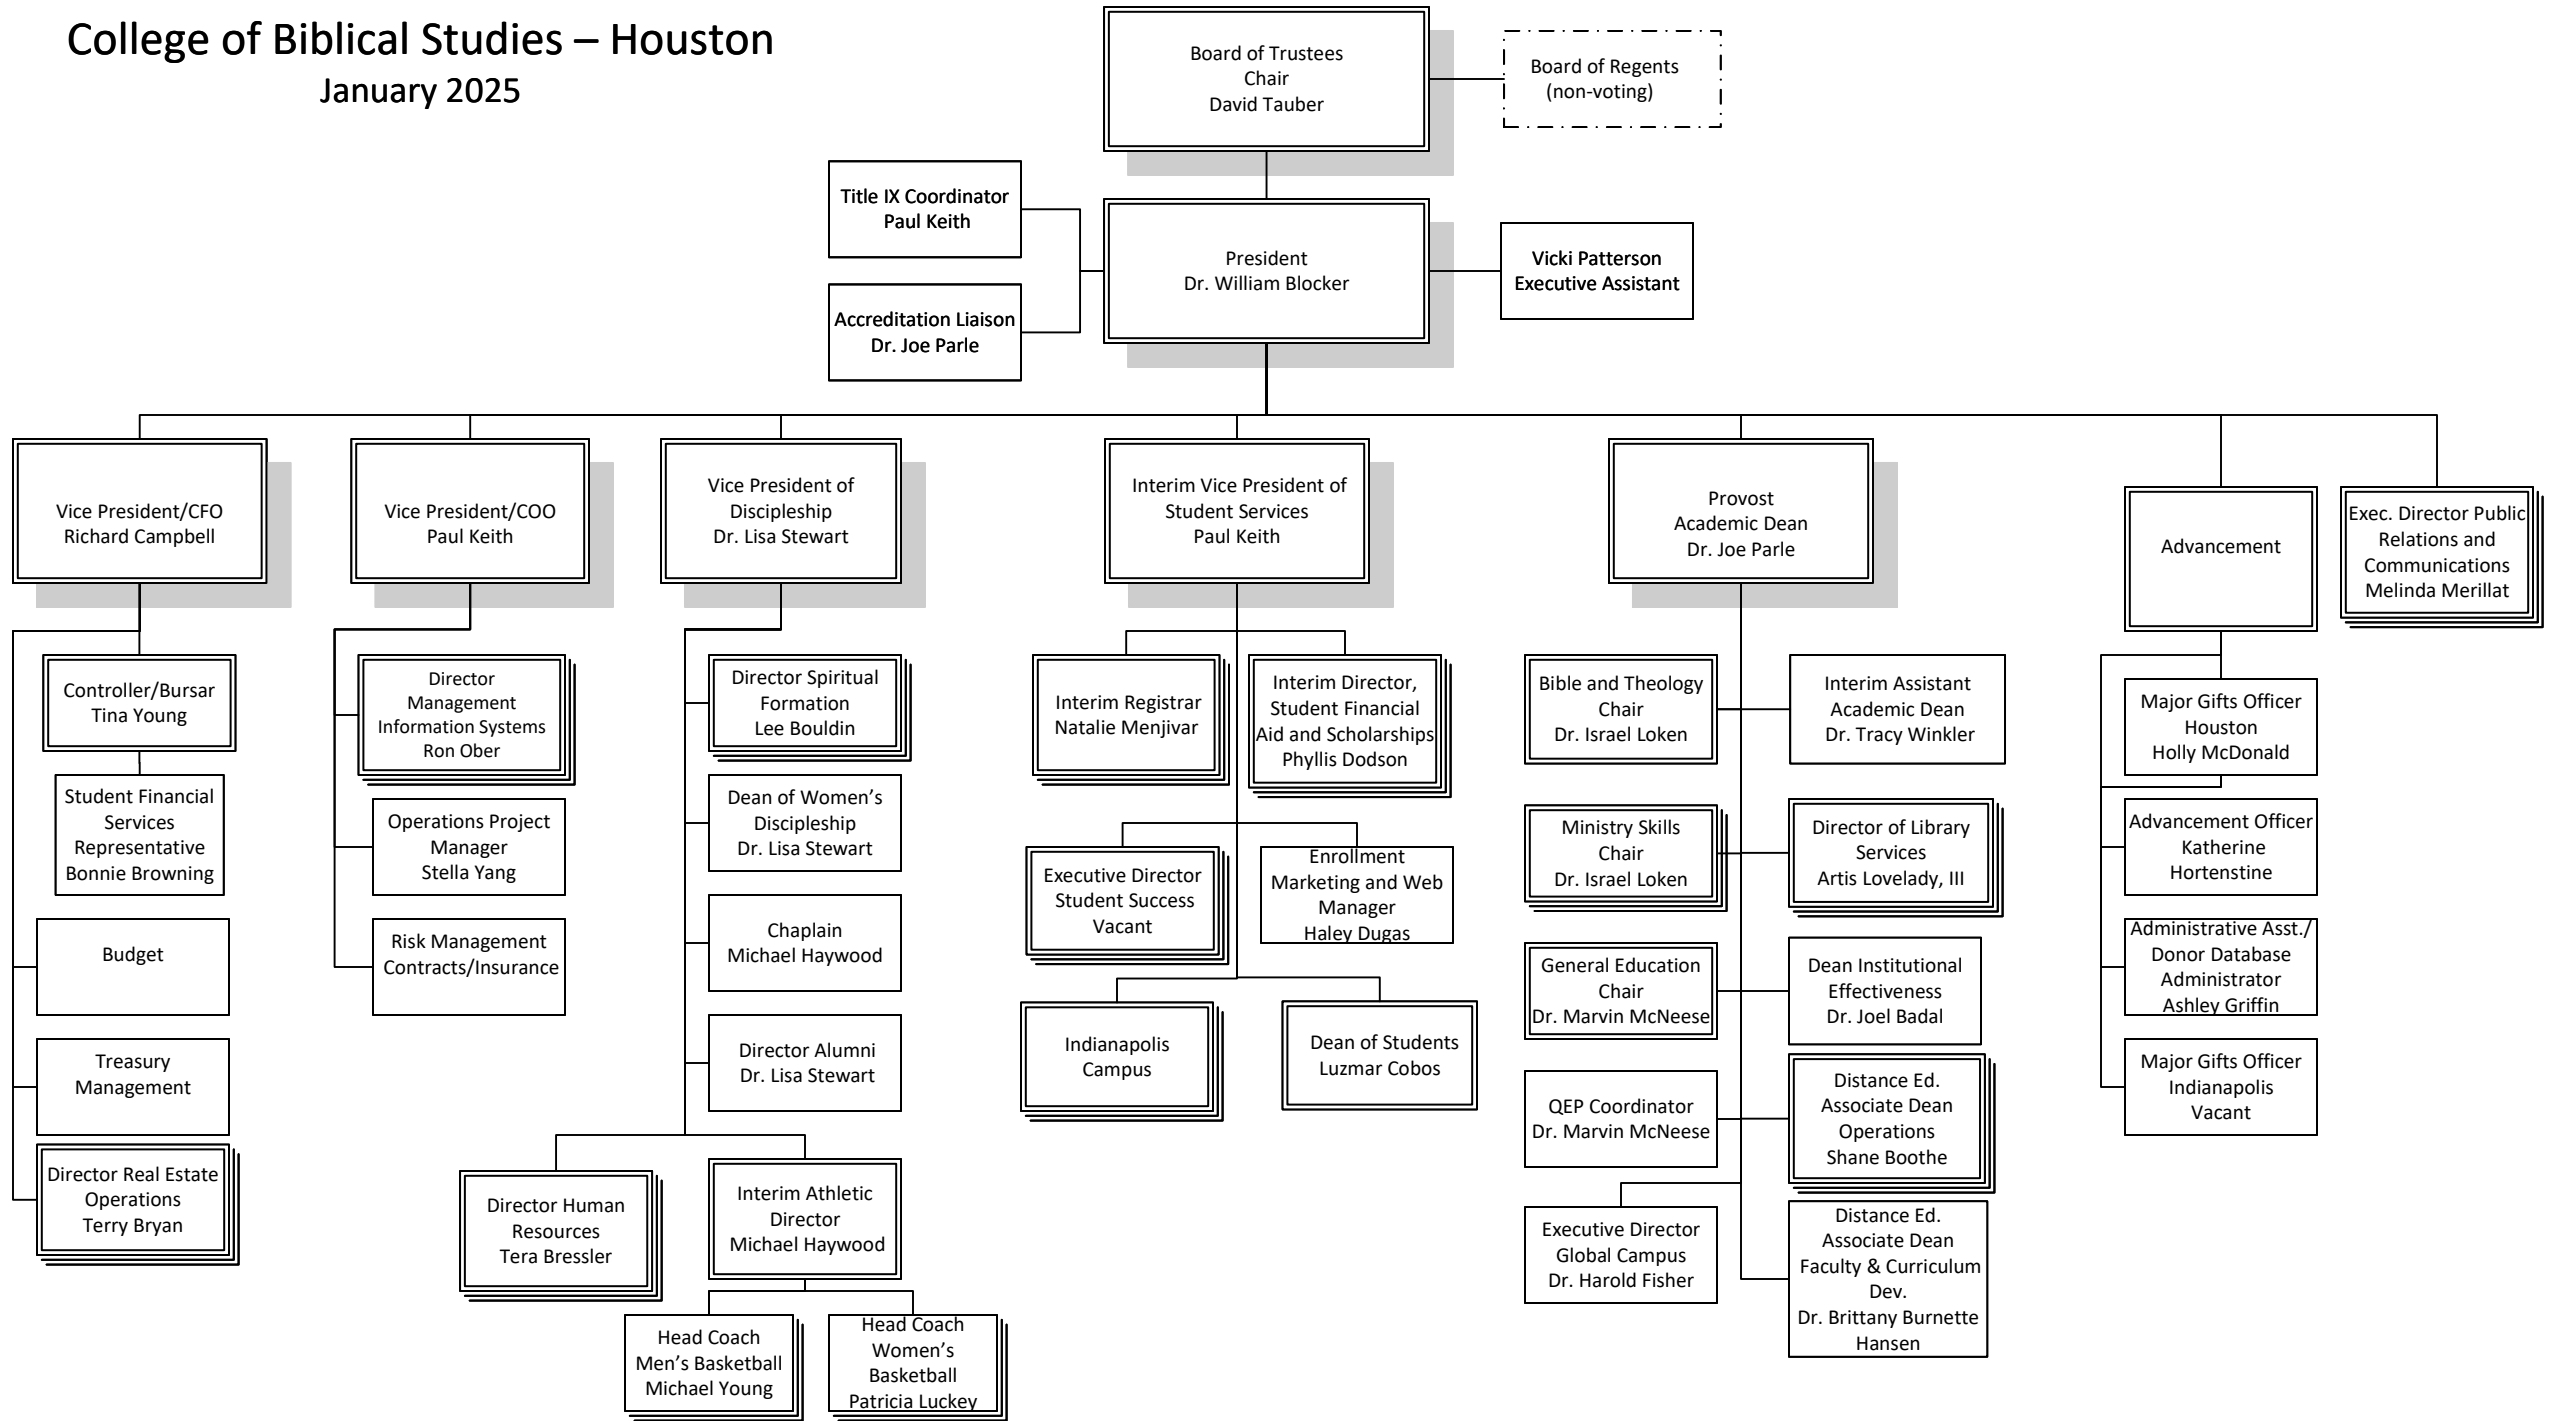 College of Biblical Studies – Houston
January 2025
Board of Trustees
Chair
David Tauber
Board of Regents
(non-voting)
Title IX Coordinator
Paul Keith
President
Dr. William Blocker
Vicki Patterson
Executive Assistant
Accreditation Liaison
Dr. Joe Parle
Vice President/CFO
Richard Campbell
Vice President/COO
Paul Keith
Vice President of
Discipleship
Dr. Lisa Stewart
Interim Vice President of
Student Services
Paul Keith
Provost
Academic Dean
Dr. Joe Parle
Advancement
Exec. Director Public
Relations and
Communications
Melinda Merillat
Controller/Bursar
Tina Young
Student Financial
Services
Representative
Bonnie Browning
Budget
Treasury
Management
Director Real Estate
Operations
Terry Bryan
Director
Management
Information Systems
Ron Ober
Operations Project
Manager
Stella Yang
Risk Management
Contracts/Insurance
Director Spiritual
Formation
Lee Bouldin
Dean of Women’s
Discipleship
Dr. Lisa Stewart
Chaplain
Michael Haywood
Director Alumni
Dr. Lisa Stewart
Director Human
Resources
Tera Bressler
Interim Athletic
Director
Michael Haywood
Head Coach
Men’s Basketball
Michael Young
Head Coach
Women’s
Basketball
Patricia Luckey
Interim Registrar
Natalie Menjivar
Interim Director,
Student Financial
Aid and Scholarships
Phyllis Dodson
Executive Director
Student Success
Vacant
Enrollment
Marketing and Web
Manager
Haley Dugas
Indianapolis
Campus
Dean of Students
Luzmar Cobos
Bible and Theology
Chair
Dr. Israel Loken
Interim Assistant
Academic Dean
Dr. Tracy Winkler
Ministry Skills
Chair
Dr. Israel Loken
Director of Library
Services
Artis Lovelady, III
General Education
Chair
Dr. Marvin McNeese
Dean Institutional
Effectiveness
Dr. Joel Badal
QEP Coordinator
Dr. Marvin McNeese
Distance Ed.
Associate Dean
Operations
Shane Boothe
Executive Director
Global Campus
Dr. Harold Fisher
Distance Ed.
Associate Dean
Faculty & Curriculum
Dev.
Dr. Brittany Burnette
Hansen
Major Gifts Officer
Houston
Holly McDonald
Advancement Officer
Katherine
Hortenstine
Administrative Asst./
Donor Database
Administrator
Ashley Griffin
Major Gifts Officer
Indianapolis
Vacant